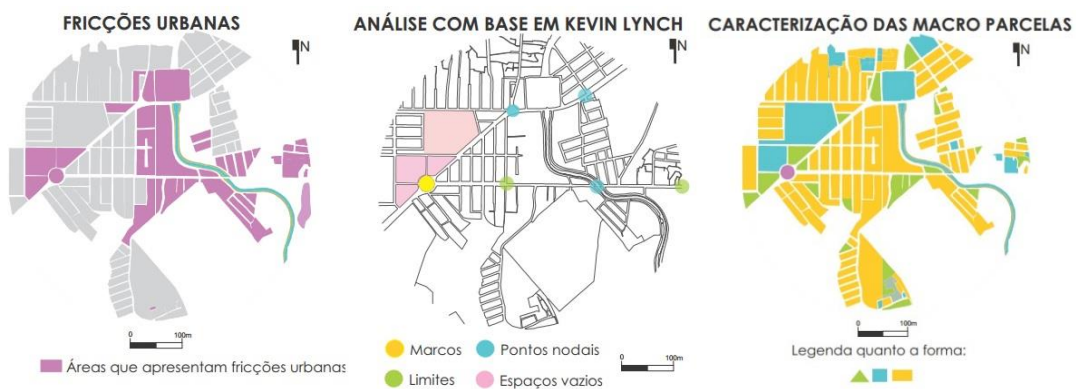 FRICÇÕES URBANAS
N
0 100m
Áreas que apresentam fricções urbanas
ANÁLISE COM BASE EM KEVIN LYNCH
N
Marcos
Pontos nodais
Limites
Espaços vazios
0 100m
CARACTERIZAÇÃO DAS MACRO PARCELAS
N
0 100m
Legenda quanto a forma: